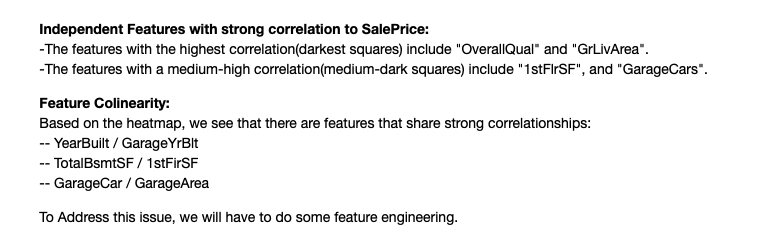 Independent Features with strong correlation to SalePrice:
-The features with the highest correlation(darkest squares) include "OverallQual" and "GrLivArea".
-The features with a medium-high correlation(medium-dark squares) include "1stFlrSF", and "GarageCars".
Feature Colinearity:
Based on the heatmap, we see that there are features that share strong correlationships:
-- YearBuilt / GarageYrBlt
-- TotalBsmtSF / 1stFirSF
-- GarageCar / GarageArea
To Address this issue, we will have to do some feature engineering.